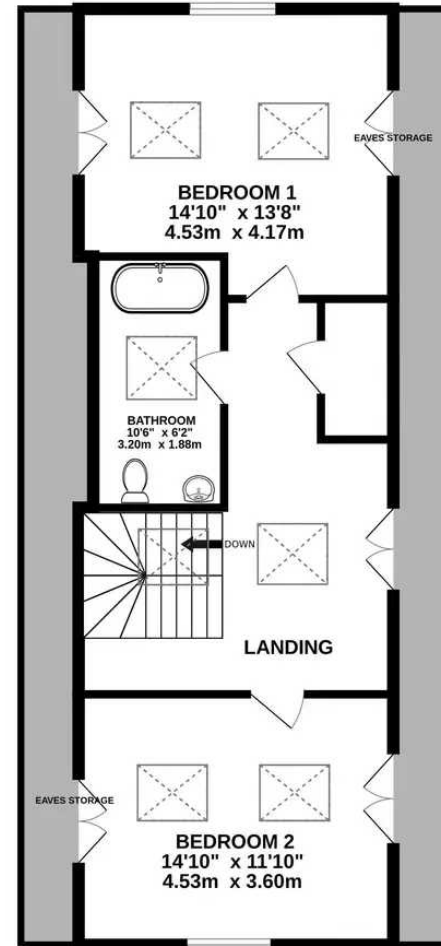 EAVES STORAGE
BEDROOM 1
14'10" x 13'8"
4.53m x 4.17m
BATHROOM
10'6" x 6'2"
3.20m x 1.88m
DOWN
LANDING
EAVES STORAGE
BEDROOM 2
14'10" x 11'10"
4.53m x 3.60m